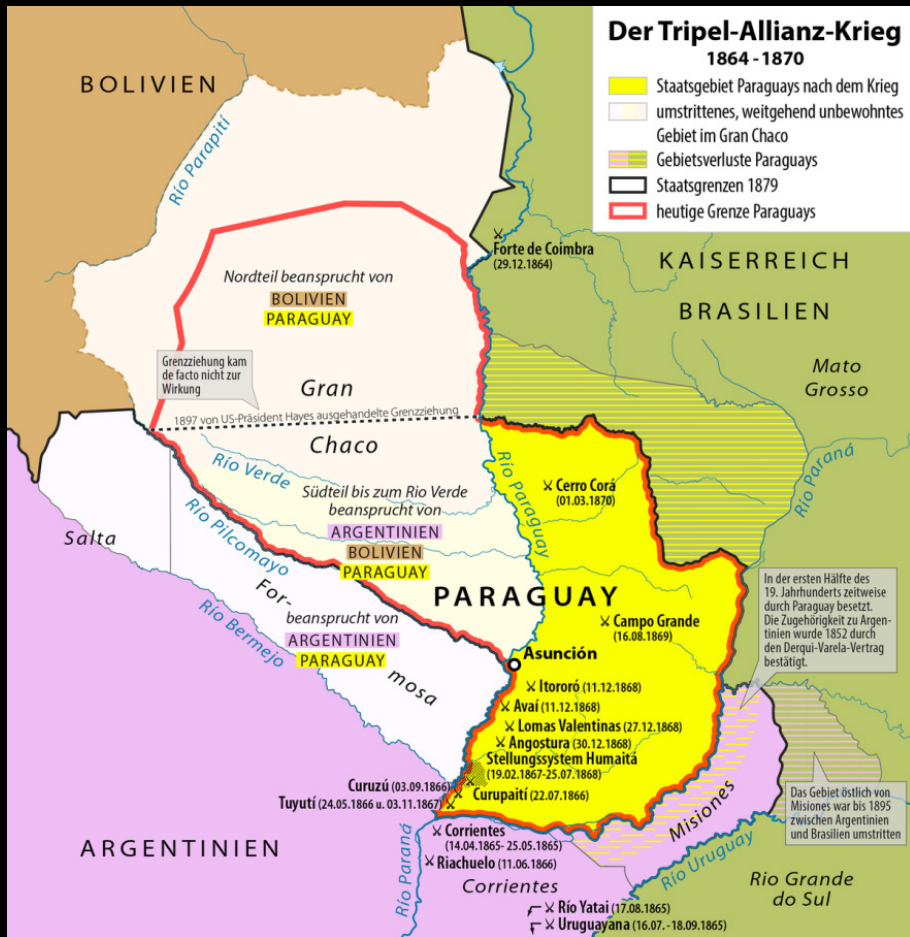 Der Tripel-Allianz-Krieg
1864 - 1870
Staatsgebiet Paraguays nach dem Krieg
umstrittenes, weitgehend unbewohntes
Gebiet im Gran Chaco
Gebietsverluste Paraguays
Staatsgrenzen 1879
heutige Grenze Paraguays
BOLIVIEN
Río Parapití
Forte de Coimbra
(29.12.1864)
KAISERREICH
BRASILIEN
Mato
Grosso
Nordteil beansprucht von
BOLIVIEN
PARAGUAY
Grenzziehung kam
de facto nicht zur
Wirkung
Gran
1897 von US-Präsident Hayes ausgehandelte Grenzziehung
Chaco
Río Verde
Südteil bis zum Rio Verde
beansprucht von
ARGENTINIEN
BOLIVIEN
PARAGUAY
Río Paraguay
Cerro Corá
(01.03.1870)
Río Paraná
Salta
Río Pilcomayo
For-
mosa
Río Bermejo
beansprucht von
ARGENTINIEN
PARAGUAY
PARAGUAY
Campo Grande
(16.08.1869)
In der ersten Hälfte des
19. Jahrhunderts zeitweise
durch Paraguay besetzt.
Die Zugehörigkeit zu Argen-
tinien wurde 1852 durch
den Derqui-Varela-Vertrag
bestätigt.
Asunción
Itororó (11.12.1868)
Avaí (11.12.1868)
Lomas Valentinas (27.12.1868)
Angostura (30.12.1868)
Stellungssystem Humaitá
(19.02.1867-25.07.1868)
Curuzú (03.09.1866)
Curupaití (22.07.1866)
Tuyutí (24.05.1866 u. 03.11.1867)
Misiones
Das Gebiet östlich von
Misiones war bis 1895
zwischen Argentinien
und Brasilien umstritten
ARGENTINIEN
Río Paraná
Corrientes
(14.04.1865- 25.05.1865)
Riachuelo (11.06.1866)
Corrientes
Río Uruguay
Rio Grande
do Sul
Río Yatai (17.08.1865)
Uruguayana (16.07. - 18.09.1865)